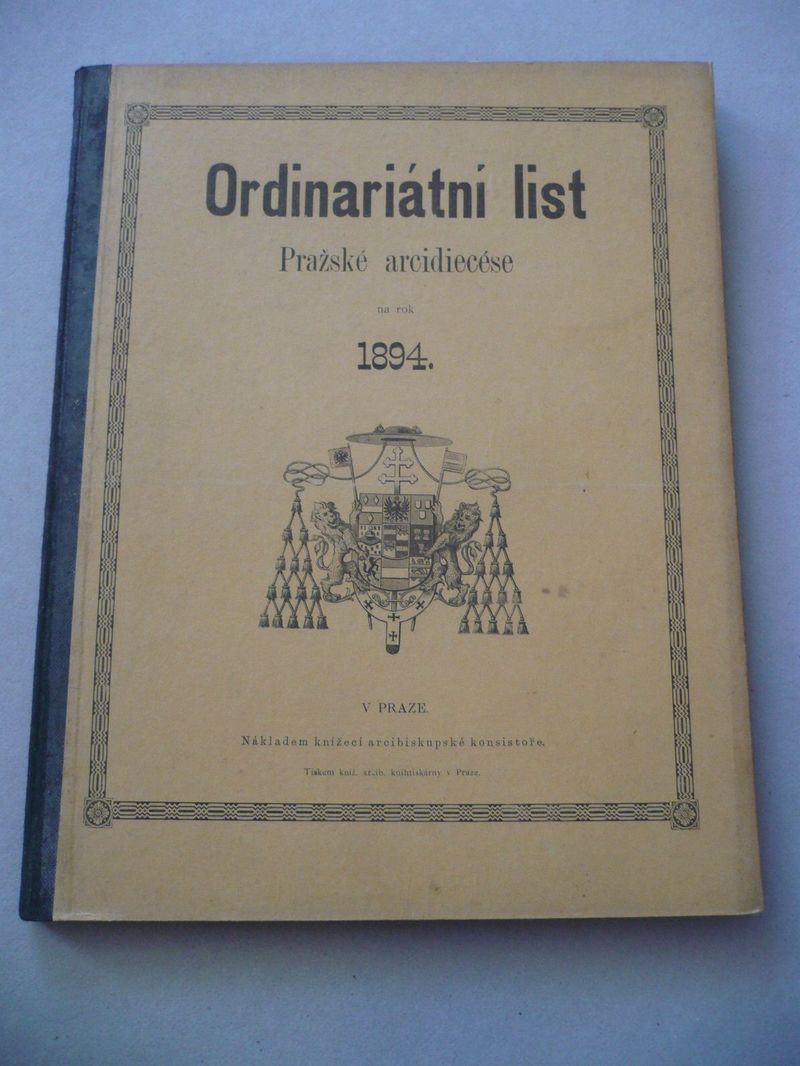 Ordinariátní list
Pražské arcidiecése
na rok
1894.
V PRAZE.
Nákladem knížecí arcibiskupské konsistoře.
Tiskem kníž. arcib. knihtiskárny v Praze.